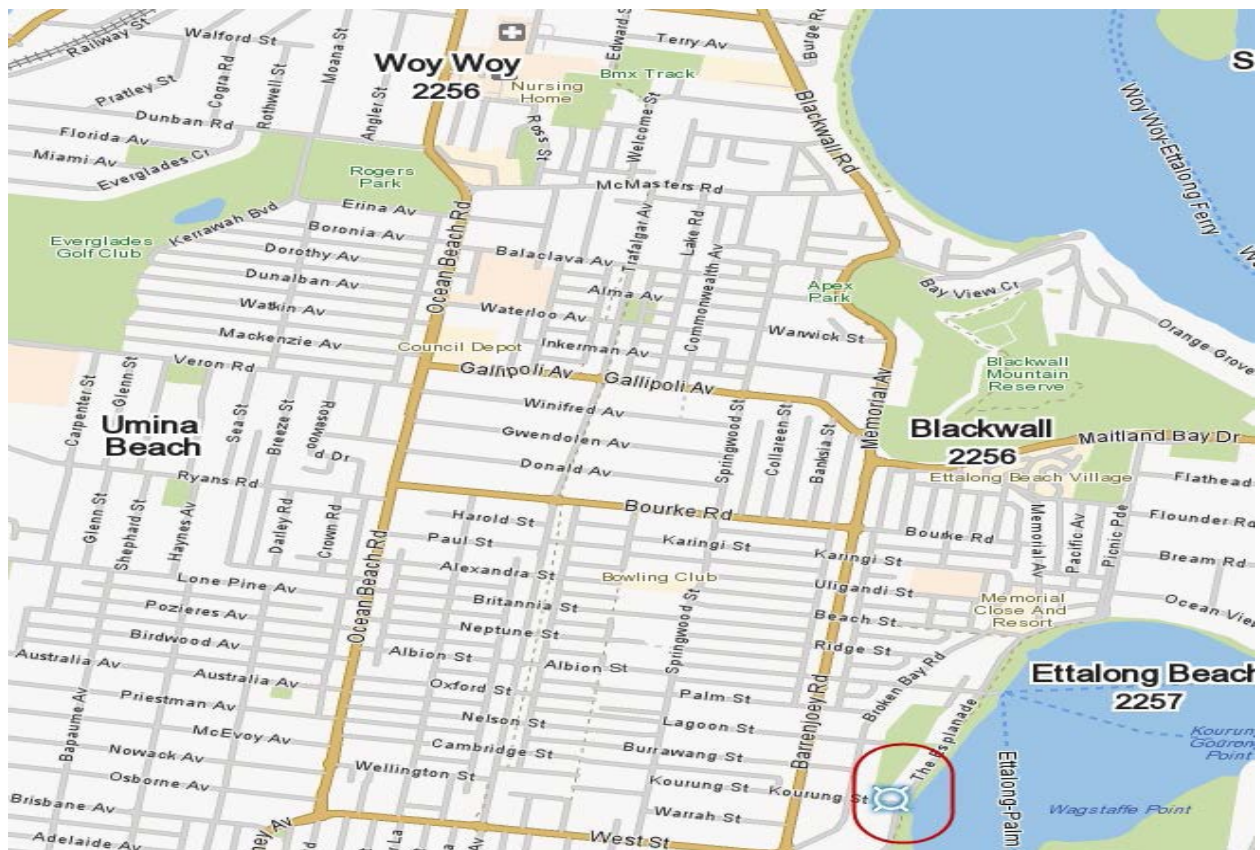 Railway St
Walford St
Pratley St
Cogra Rd
Rothwell St
Moana St
Angler St
Dunban Rd
Florida Av
Miami Av
Everglades Cr
Woy Woy
2256
Nursing
Home
Ross St
Edward S
Terry Av
Bmx Track
Welcome St
Burge Rd
Blackwall Rd
Woy Woy-Ettalong Ferry
S
Rogers
Park
McMasters Rd
Erina Av
Kerrawah Bvd
Boronia Av
Everglades
Golf Club
Dorothy Av
Dunalban Av
Watkin Av
Mackenzie Av
Ocean Beach Rd
Balaclava Av
Trafalgar Av
Lake Rd
Commonwealth Av
Alma Av
Waterloo Av
Inkerman Av
Warwick St
Apex
Park
Bay View Cr
Orange Grove
Blackwall
Mountain
Reserve
Council Depot
Gallipoli Av
Gallipoli Av
Veron Rd
Carpenter St
Glenn St
Sea St
Breeze St
Rosewood Dr
Umina
Beach
Winifred Av
Gwendolen Av
Donald Av
Springwood St
Collareen St
Banksia St
Memorial Av
Blackwall
2256
Maitland Bay Dr
Ettalong Beach Village
Flathead
Ryans Rd
Glenn St
Shephard St
Haynes Av
Darley Rd
Crown Rd
Ocean Beach Rd
Bourke Rd
Harold St
Paul St
Karingi St
Karingi St
Bourke Rd
Memorial Av
Pacific Av
Picnic Pde
Flounder Rd
Bream Rd
Ocean View
Lone Pine Av
Alexandra St
Bowling Club
Uligandi St
Pozieres Av
Britannia St
Springwood St
Beach St
Memorial
Close And
Resort
Birdwood Av
Neptune St
Ridge St
Australia Av
Australia Av
Albion St
Albion St
Broken Bay Rd
Ettalong Beach
2257
Bapaume Av
Priestman Av
Oxford St
Palm St
McEvoy Av
Nelson St
Lagoon St
Barrenjoey Rd
The Esplanade
Kourung
Gourung
Point
Nowack Av
Cambridge St
Burrawang St
Osborne Av
Wellington St
Kourung St
Kourung St
Ettalong-Palm
Wagstaffe Point
Brisbane Av
Warrah St
Adelaide Av
ney Av
La
West St